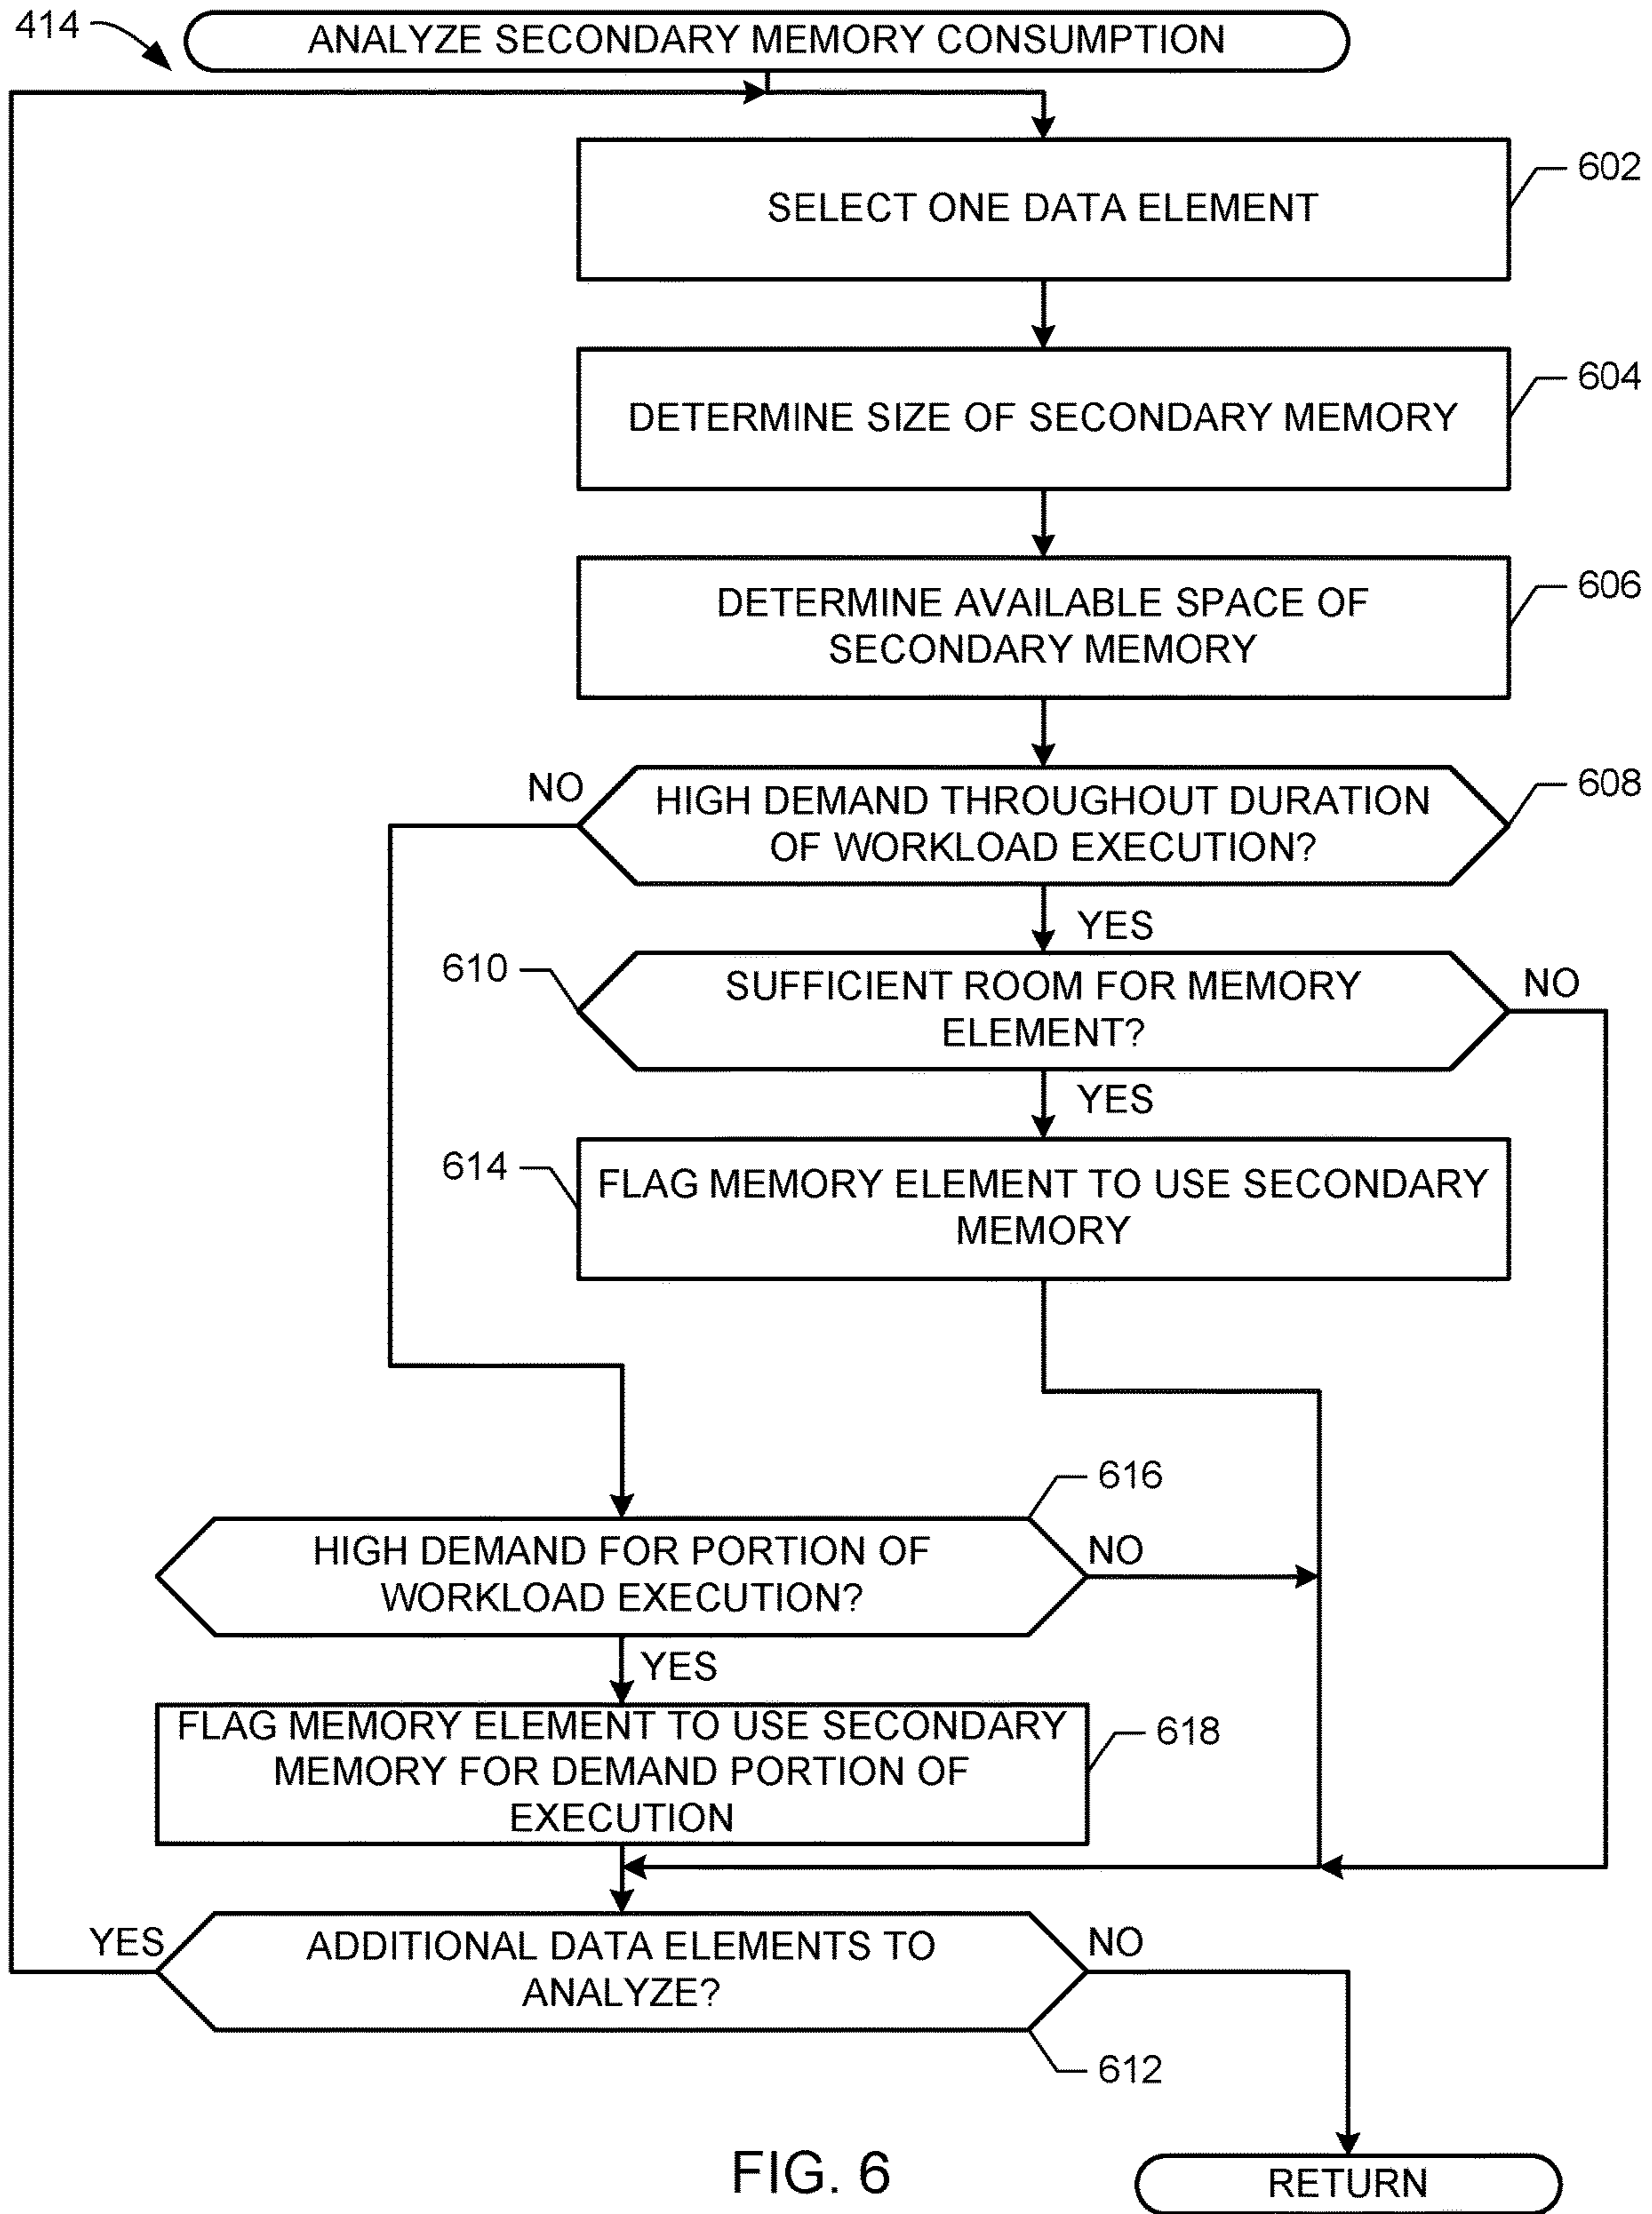 414
ANALYZE SECONDARY MEMORY CONSUMPTION
602
SELECT ONE DATA ELEMENT
604
DETERMINE SIZE OF SECONDARY MEMORY
606
DETERMINE AVAILABLE SPACE OF
SECONDARY MEMORY
608
NO
HIGH DEMAND THROUGHOUT DURATION
OF WORKLOAD EXECUTION?
YES
610
SUFFICIENT ROOM FOR MEMORY
ELEMENT?
NO
YES
614
FLAG MEMORY ELEMENT TO USE SECONDARY
MEMORY
616
HIGH DEMAND FOR PORTION OF
WORKLOAD EXECUTION?
NO
YES
FLAG MEMORY ELEMENT TO USE SECONDARY
MEMORY FOR DEMAND PORTION OF
EXECUTION
618
YES
ADDITIONAL DATA ELEMENTS TO
ANALYZE?
NO
612
FIG. 6
RETURN